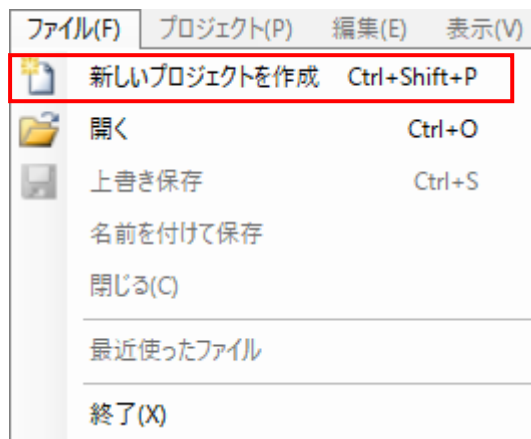 ファイル(F) プロジェクト(P) 編集(E) 表示(V)
新しいプロジェクトを作成 Ctrl+Shift+P
開く Ctrl+O
上書き保存 Ctrl+S
名前を付けて保存
閉じる(C)
最近使ったファイル
終了(X)